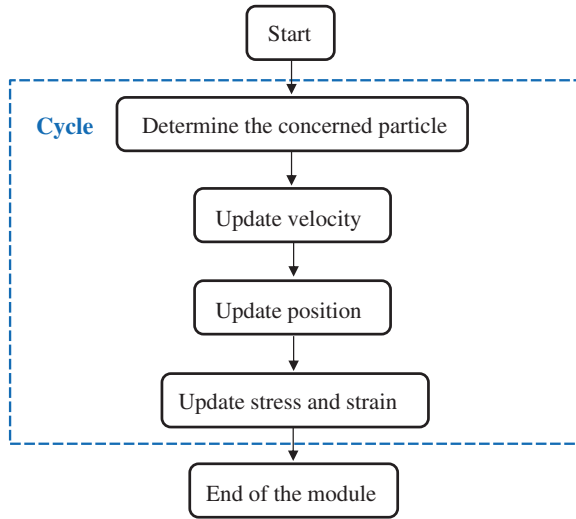 Start
Cycle
Determine the concerned particle
Update velocity
Update position
Update stress and strain
End of the module